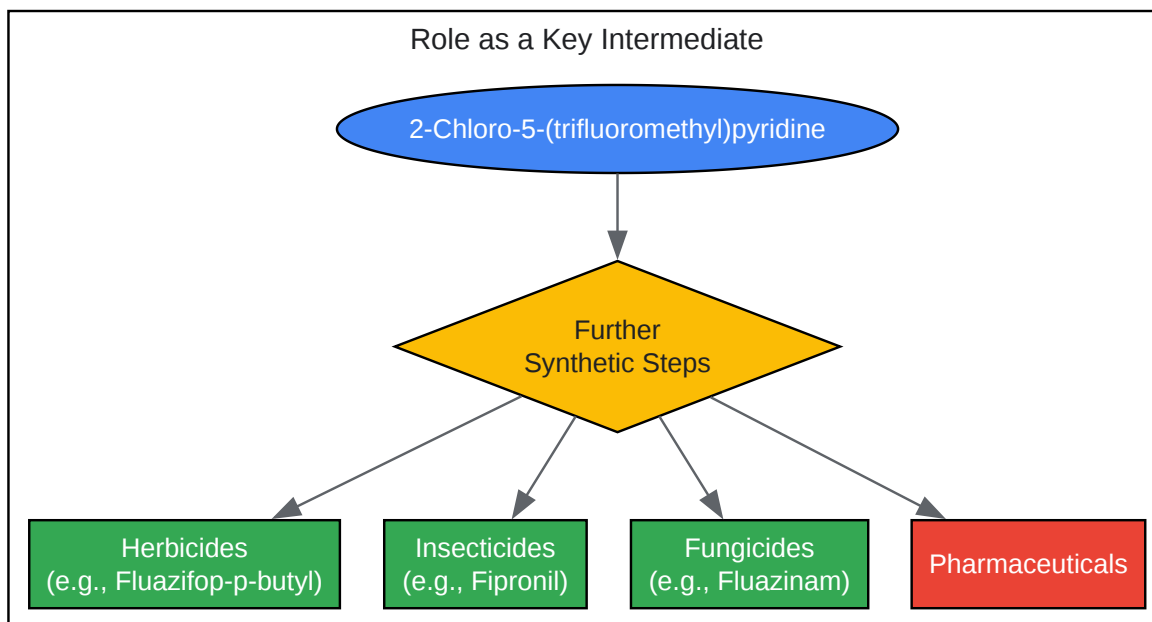 Role as a Key Intermediate
2-Chloro-5-(trifluoromethyl)pyridine
Further
Synthetic Steps
Herbicides
(e.g., Fluazifop-p-butyl)
Insecticides
(e.g., Fipronil)
Fungicides
(e.g., Fluazinam)
Pharmaceuticals